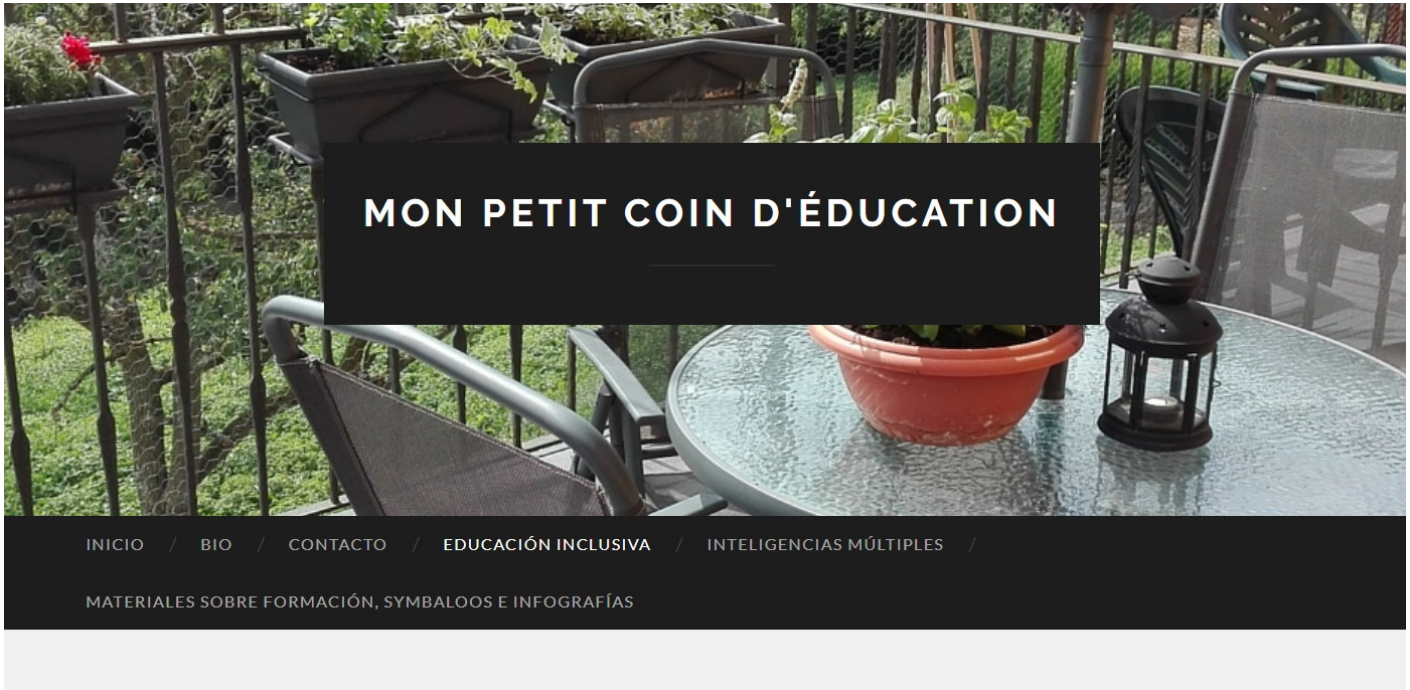 MON PETIT COIN D'ÉDUCATION
INICIO / BIO / CONTACTO / EDUCACIÓN INCLUSIVA / INTELIGENCIAS MÚLTIPLES /
MATERIALES SOBRE FORMACIÓN, SYMBALOOS E INFOGRAFÍAS